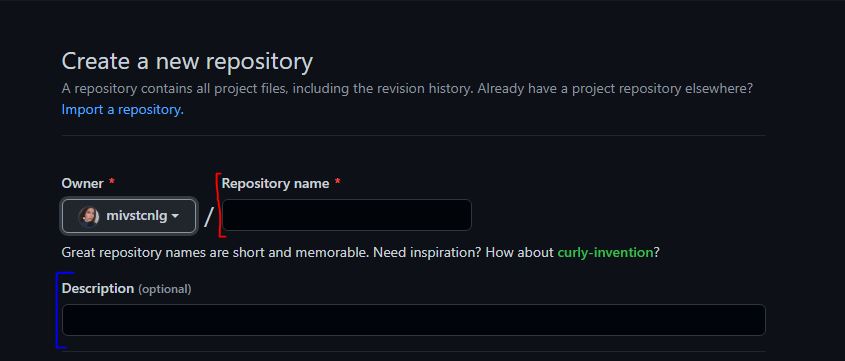 Create a new repository
A repository contains all project files, including the revision history. Already have a project repository elsewhere?
Import a repository.
Owner * Repository name *
mivstcnlg /
Great repository names are short and memorable. Need inspiration? How about curly-invention?
Description (optional)